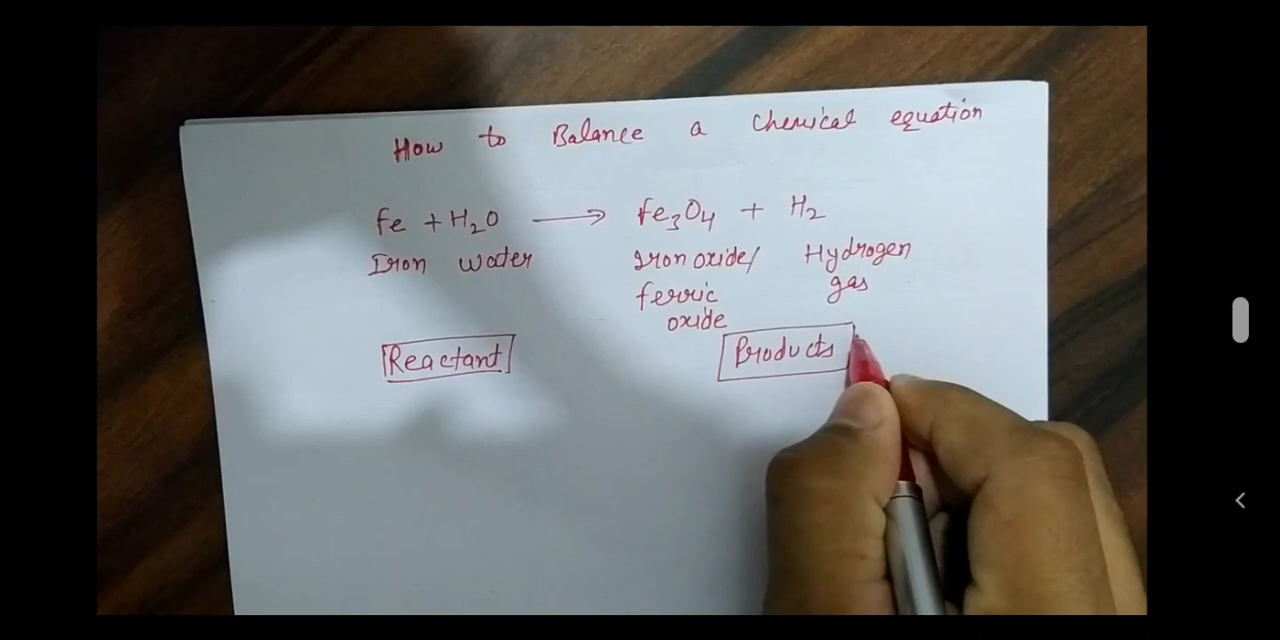 How to Balance a Chemical equation
Fe + H₂O ⟶ Fe₃O₄ + H₂
Iron water Iron oxide/ Hydrogen
ferric gas
oxide
Reactant Products